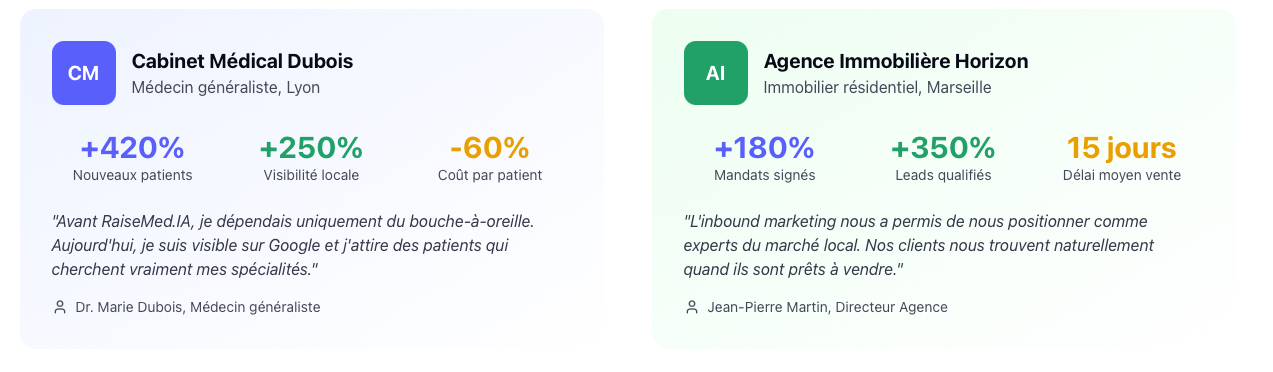 CM
Cabinet Médical Dubois
Médecin généraliste, Lyon
+420%
Nouveaux patients
+250%
Visibilité locale
-60%
Coût par patient
"Avant RaiseMed.IA, je dépendais uniquement du bouche-à-oreille.
Aujourd'hui, je suis visible sur Google et j'attire des patients qui
cherchent vraiment mes spécialités."
Dr. Marie Dubois, Médecin généraliste
AI
Agence Immobilière Horizon
Immobilier résidentiel, Marseille
+180%
Mandats signés
+350%
Leads qualifiés
15 jours
Délai moyen vente
"L'inbound marketing nous a permis de nous positionner comme
experts du marché local. Nos clients nous trouvent naturellement
quand ils sont prêts à vendre."
Jean-Pierre Martin, Directeur Agence